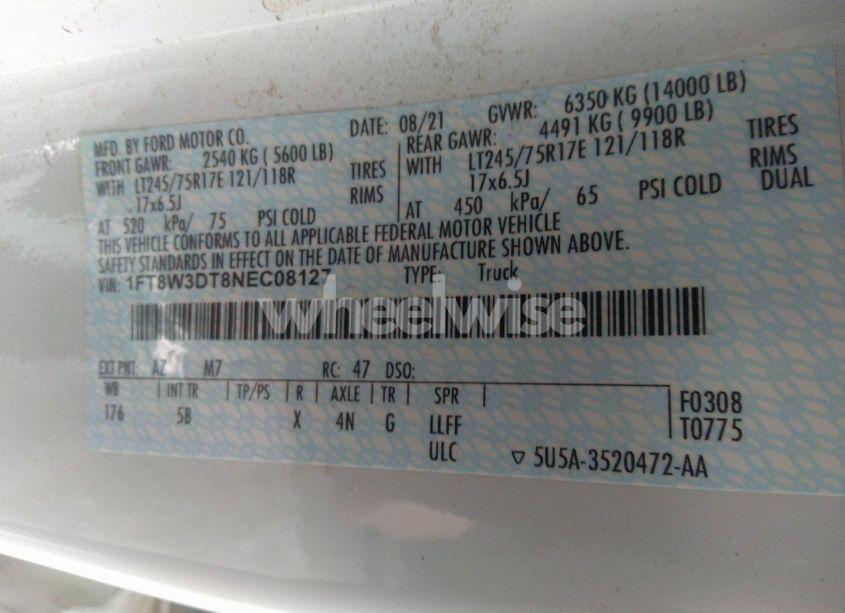 MFD. BY FORD MOTOR CO.
DATE: 08/21
GVWR: 6350 KG (14000 LB)
FRONT GAWR: 2540 KG ( 5600 LB)
REAR GAWR: 4491 KG ( 9900 LB)
WITH LT245/75R17E 121/118R TIRES
WITH LT245/75R17E 121/118R TIRES
17x6.5J RIMS
17x6.5J RIMS
AT 520 kPa/ 75 PSI COLD
AT 450 kPa/ 65 PSI COLD DUAL
THIS VEHICLE CONFORMS TO ALL APPLICABLE FEDERAL MOTOR VEHICLE
SAFETY STANDARDS IN EFFECT ON THE DATE OF MANUFACTURE SHOWN ABOVE.
VIN: 1FT8W3DT8NEC08127 TYPE: Truck
wheelwise
EXT PNT: AZ M7 RC: 47 DSO:
WB INT TR TP/PS R AXLE TR SPR
176 5B X 4N G LLFF
ULC
F0308
T0775
5U5A-3520472-AA